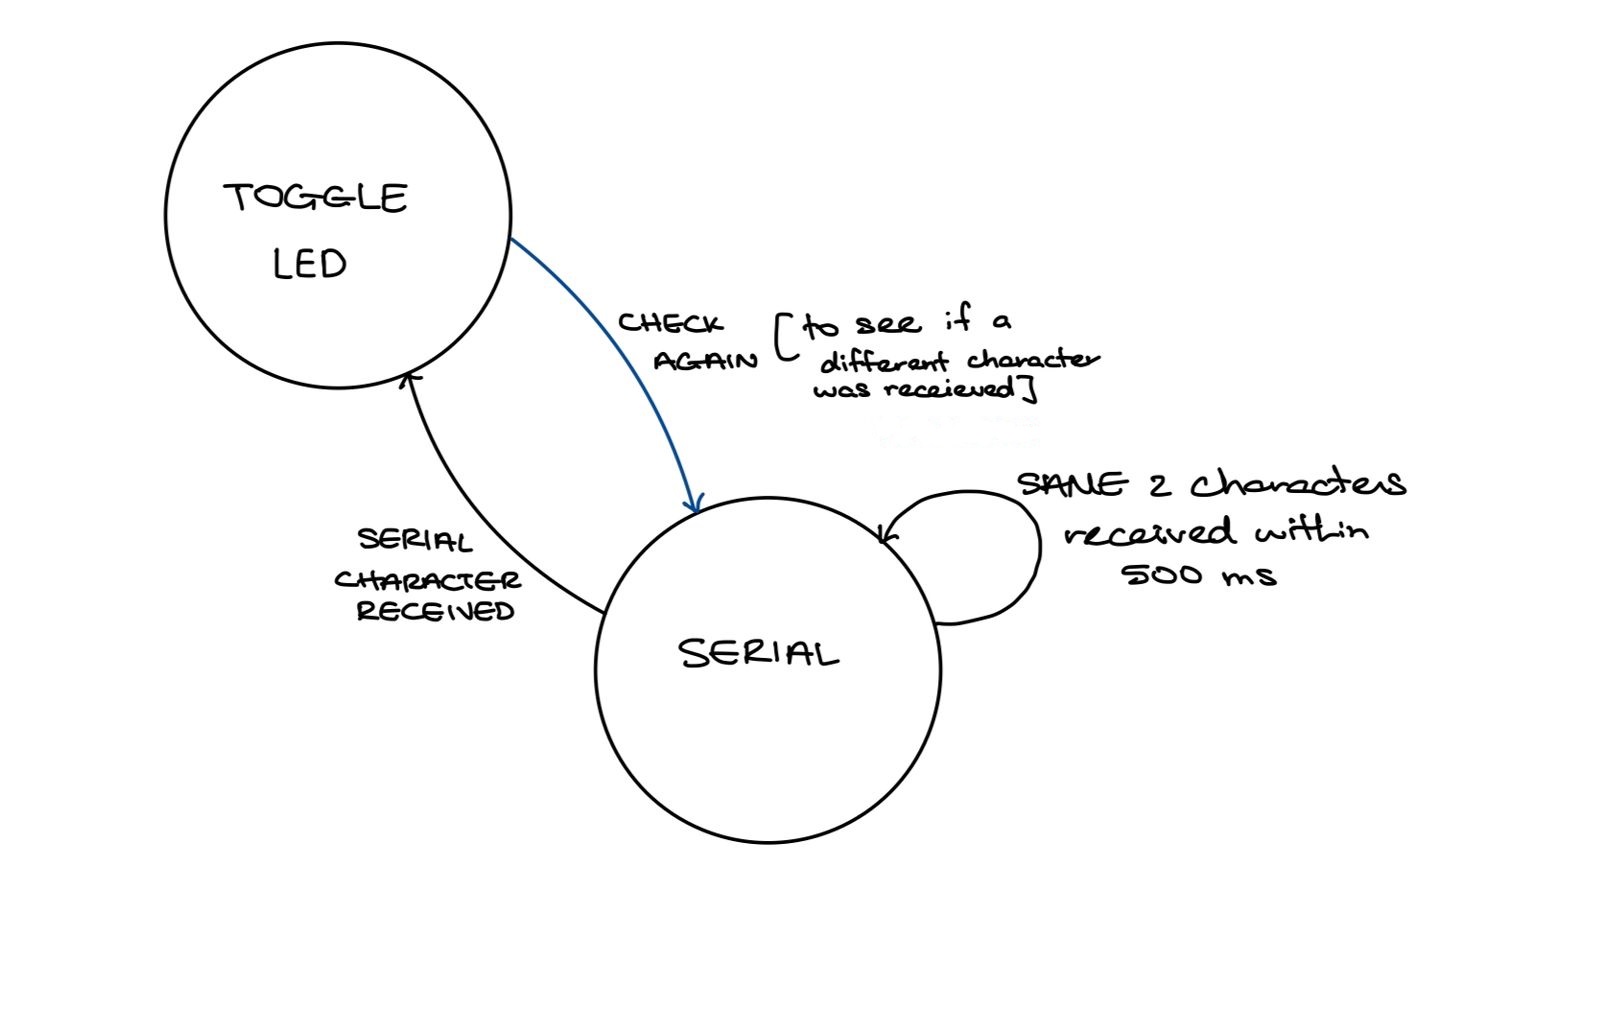 TOGGLE
LED
CHECK [to see if a
AGAIN different character
was receieved]
SAME 2 characters
received within
500 ms
SERIAL
CHARACTER
RECEIVED
SERIAL